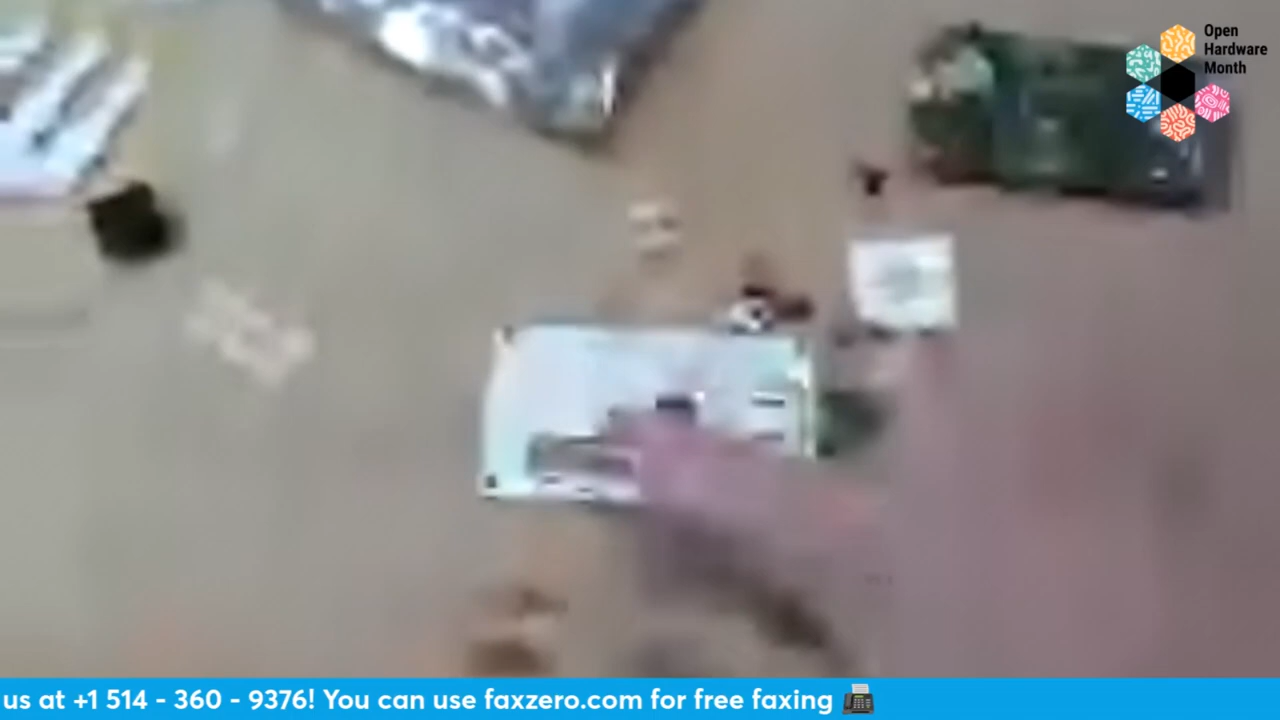 Open
Hardware
Month
us at +1 514 - 360 - 9376! You can use faxzero.com for free faxing 📠